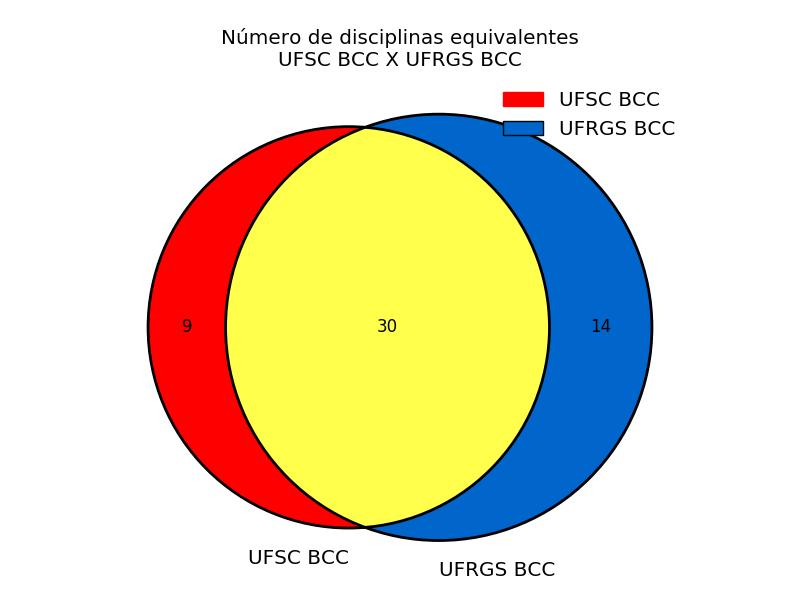 Número de disciplinas equivalentes
UFSC BCC X UFRGS BCC
UFSC BCC
UFRGS BCC
9
30
14
UFSC BCC
UFRGS BCC